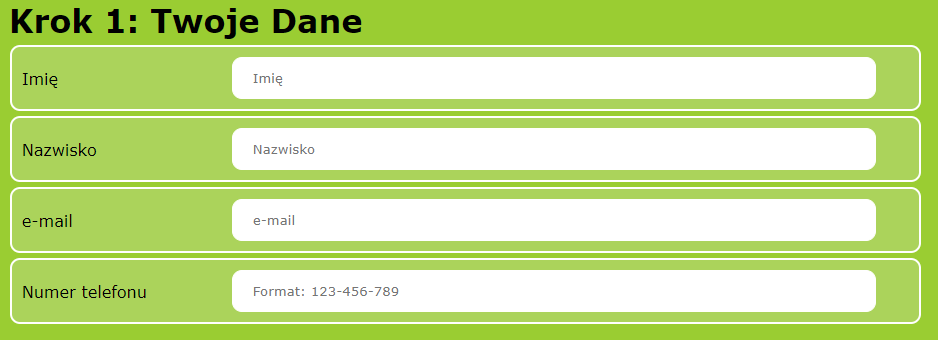 Krok 1: Twoje Dane
Imię Imię
Nazwisko Nazwisko
e-mail e-mail
Numer telefonu Format: 123-456-789